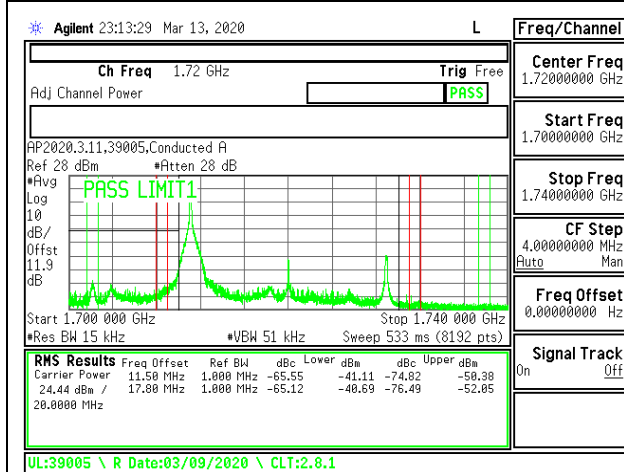 Agilent 23:13:29 Mar 13, 2020 L
Ch Freq 1.72 GHz Trig Free
Adj Channel Power PASS
AP2020.3.11,39005,Conducted A
Ref 28 dBm #Atten 28 dB
#Avg
Log
10
dB/
Offst
11.9
dB
PASS LIMIT1
Start 1.700 000 GHz Stop 1.740 000 GHz
#Res BW 15 kHz #VBW 51 kHz Sweep 533 ms (8192 pts)
RMS Results Freq Offset Ref BW dBc Lower dBm dBc Upper dBm
Carrier Power 11.50 MHz 1.000 MHz -65.55 -41.11 -74.82 -50.38
24.44 dBm / 17.80 MHz 1.000 MHz -65.12 -40.69 -76.49 -52.05
20.0000 MHz
UL:39005 \ R Date:03/09/2020 \ CLT:2.8.1
Freq/Channel
Center Freq
1.72000000 GHz
Start Freq
1.70000000 GHz
Stop Freq
1.74000000 GHz
CF Step
4.00000000 MHz
Auto Man
Freq Offset
0.00000000 Hz
Signal Track
On Off